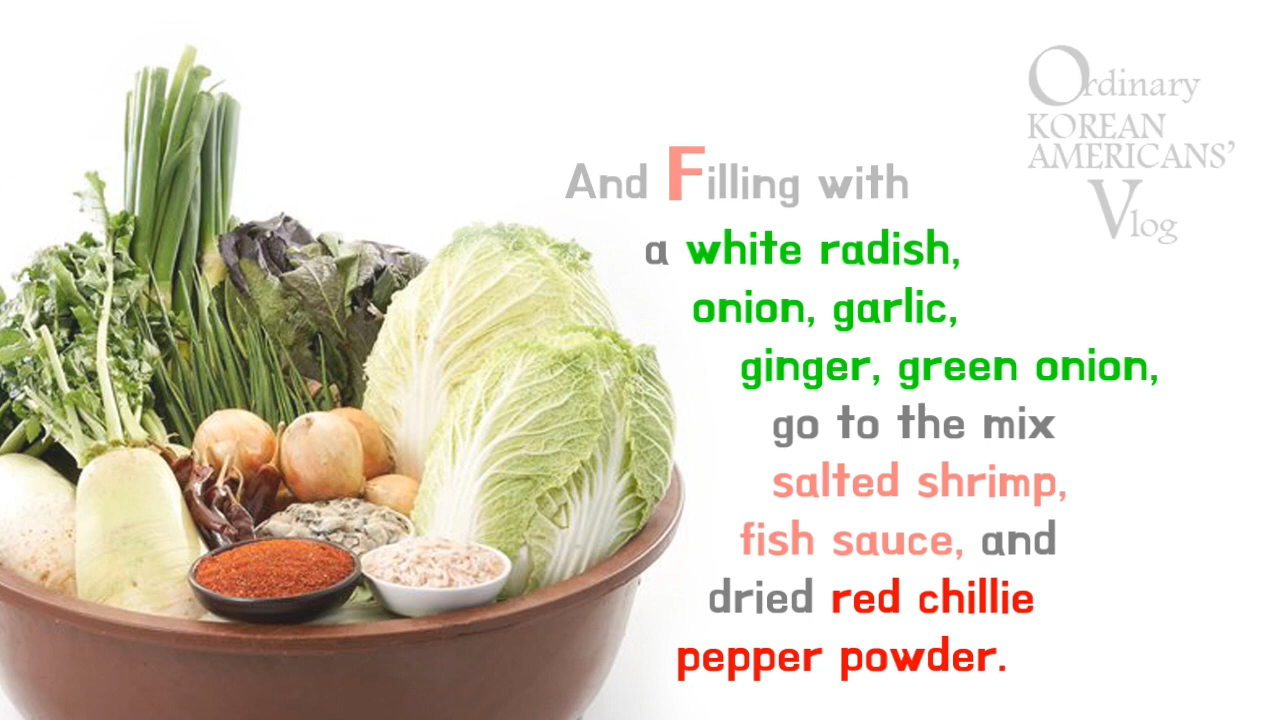 Ordinary
KOREAN
AMERICANS'
Vlog
And Filling with
a white radish,
onion, garlic,
ginger, green onion,
go to the mix
salted shrimp,
fish sauce, and
dried red chillie
pepper powder.